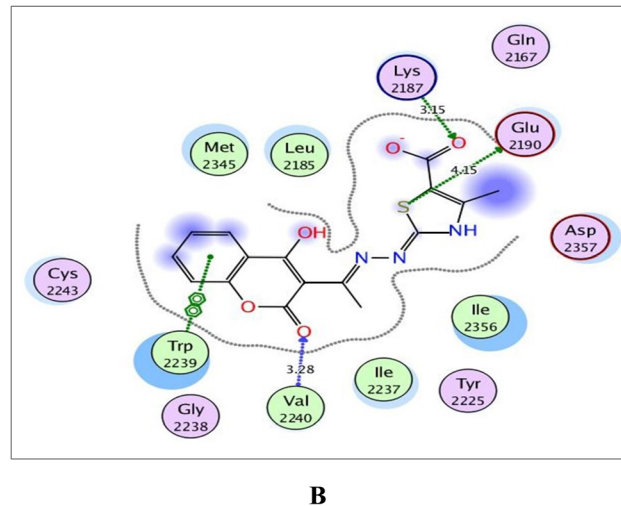 Gln
2167
Lys
2187
3.15
Glu
2190
O
O-
Met
2345
Leu
2185
4.15
S
NH
OH
N
N
Asp
2357
Cys
2243
O
O
Ile
2356
Trp
2239
3.28
Ile
2237
Tyr
2225
Val
2240
Gly
2238
B